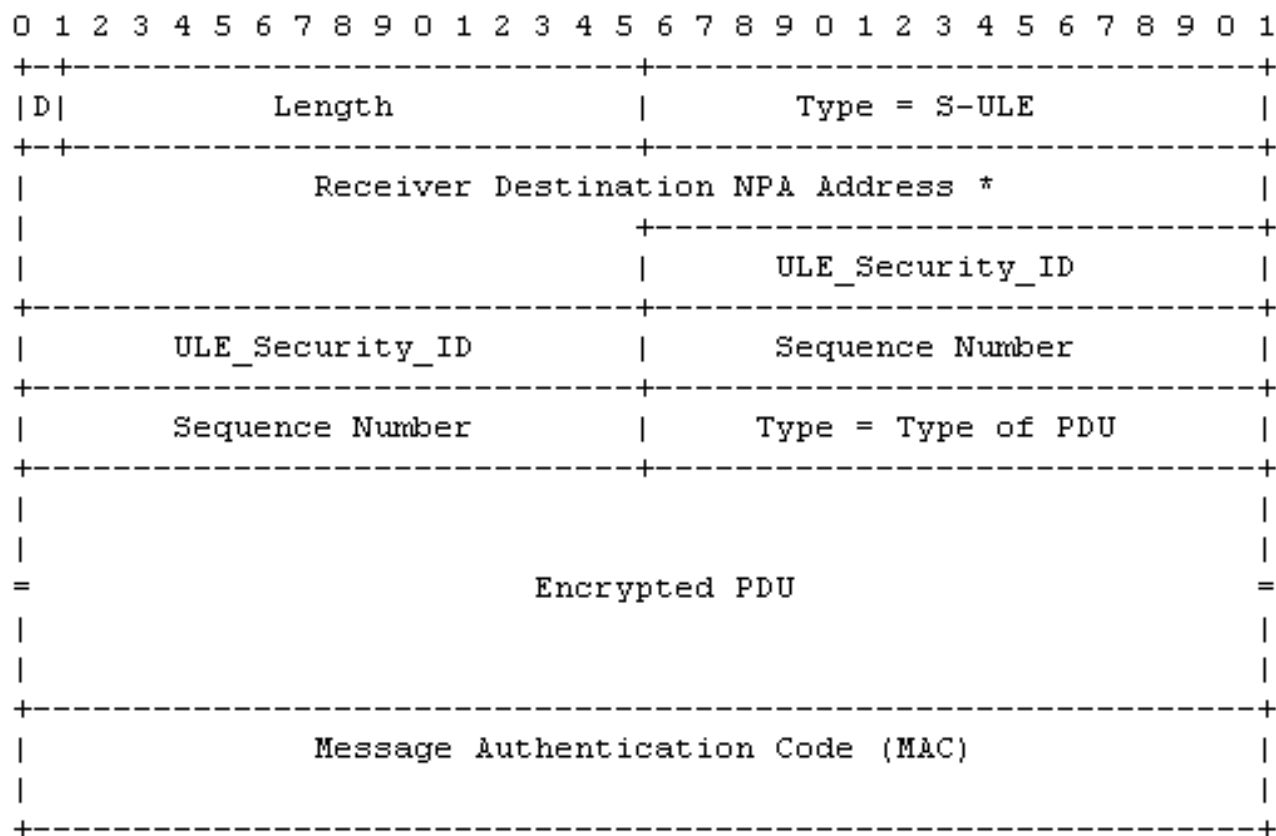 0 1 2 3 4 5 6 7 8 9 0 1 2 3 4 5 6 7 8 9 0 1 2 3 4 5 6 7 8 9 0 1
+-+-----------------------------+-------------------------------+
|D| Length | Type = S-ULE |
+-+-----------------------------+-------------------------------+
| Receiver Destination NPA Address * |
| +-------------------------------+
| | ULE_Security_ID |
+-------------------------------+-------------------------------+
| ULE_Security_ID | Sequence Number |
+-------------------------------+-------------------------------+
| Sequence Number | Type = Type of PDU |
+-------------------------------+-------------------------------+
| |
| |
= Encrypted PDU =
| |
| |
+---------------------------------------------------------------+
| Message Authentication Code (MAC) |
| |
+---------------------------------------------------------------+